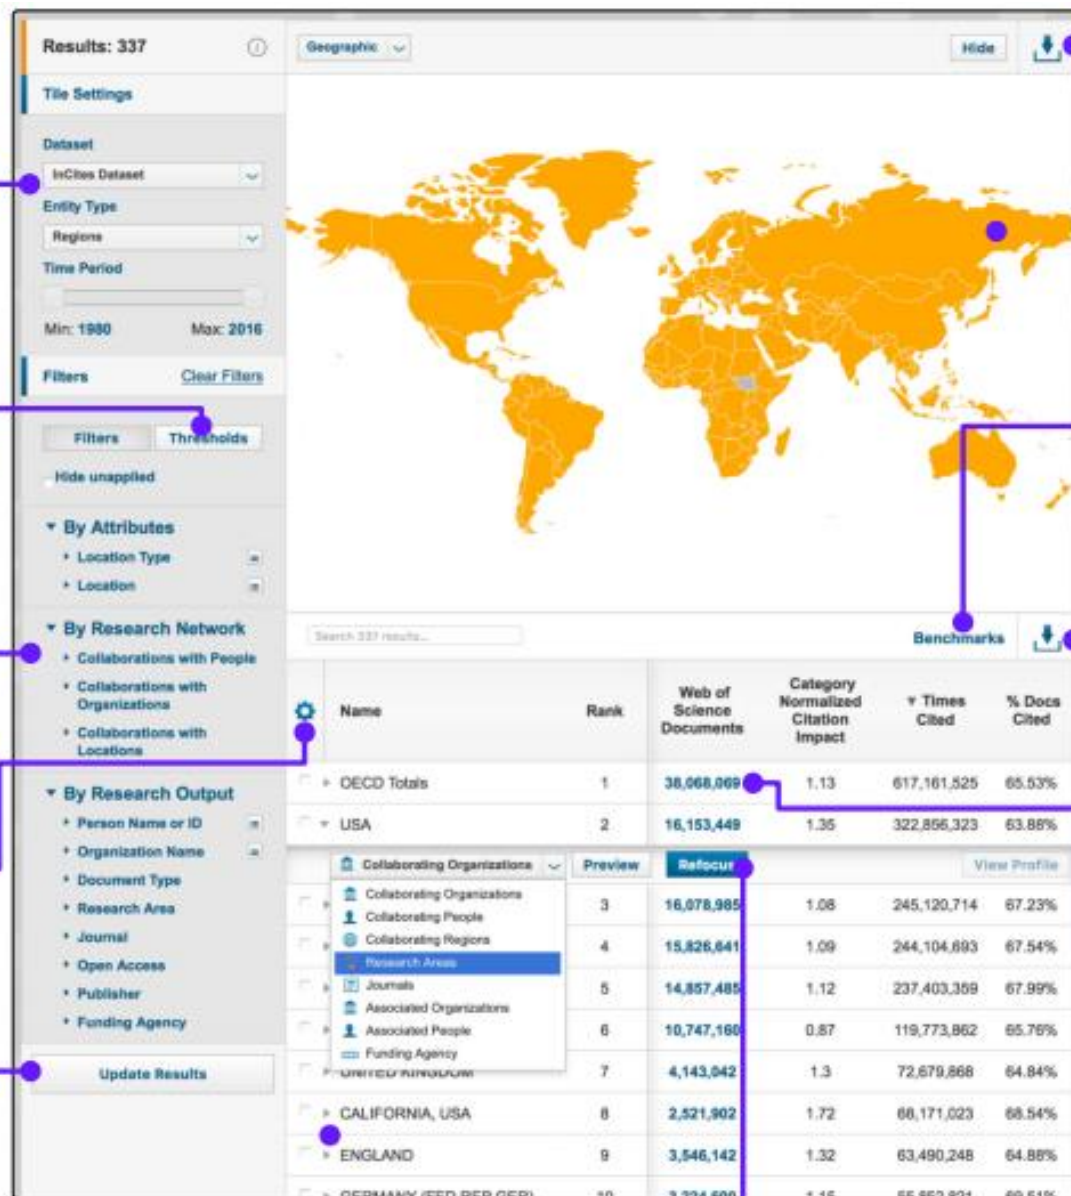 Results: 337
Geographic
Hide
Tile Settings
Dataset
InCites Dataset
Entity Type
Regions
Time Period
Min: 1980 Max: 2016
Filters Clear Filters
Filters Thresholds
Hide unapplied
By Attributes
Location Type
Location
By Research Network
Collaborations with People
Collaborations with
Organizations
Collaborations with
Locations
By Research Output
Person Name or ID
Organization Name
Document Type
Research Area
Journal
Open Access
Publisher
Funding Agency
Update Results
Search 337 results...
Benchmarks
Name Rank Web of Science Documents Category Normalized Citation Impact Times Cited % Docs Cited
OECD Totals 1 38,068,069 1.13 617,161,525 65.53%
USA 2 16,153,449 1.35 322,856,323 63.88%
Collaborating Organizations Preview Refocus View Profile
Collaborating Organizations
Collaborating People
Collaborating Regions
Research Areas
Journals
Associated Organizations
Associated People
Funding Agency
3 16,078,985 1.08 245,120,714 67.23%
4 15,826,641 1.09 244,104,693 67.54%
5 14,857,485 1.12 237,403,359 67.99%
6 10,747,160 0.87 119,773,862 65.76%
UNITED KINGDOM 7 4,143,042 1.3 72,679,868 64.84%
CALIFORNIA, USA 8 2,521,902 1.72 68,171,023 68.54%
ENGLAND 9 3,546,142 1.32 63,490,248 64.88%
GERMANY (FED REP GER) 10 1.15